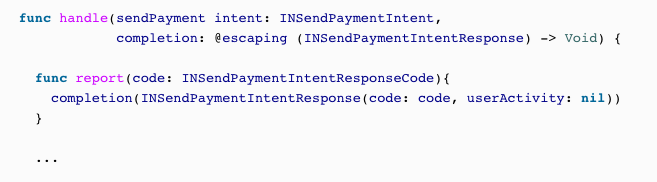 func handle(sendPayment intent: INSendPaymentIntent,
completion: @escaping (INSendPaymentIntentResponse) -> Void) {
func report(code: INSendPaymentIntentResponseCode){
completion(INSendPaymentIntentResponse(code: code, userActivity: nil))
}
...